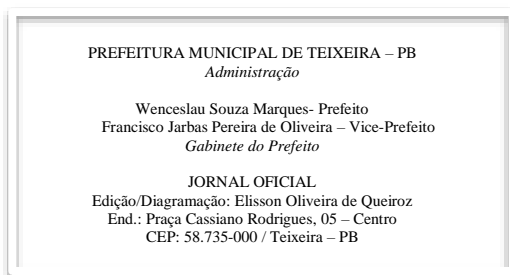 PREFEITURA MUNICIPAL DE TEIXEIRA – PB
Administração
Wenceslau Souza Marques- Prefeito
Francisco Jarbas Pereira de Oliveira – Vice-Prefeito
Gabinete do Prefeito
JORNAL OFICIAL
Edição/Diagramação: Elisson Oliveira de Queiroz
End.: Praça Cassiano Rodrigues, 05 – Centro
CEP: 58.735-000 / Teixeira – PB